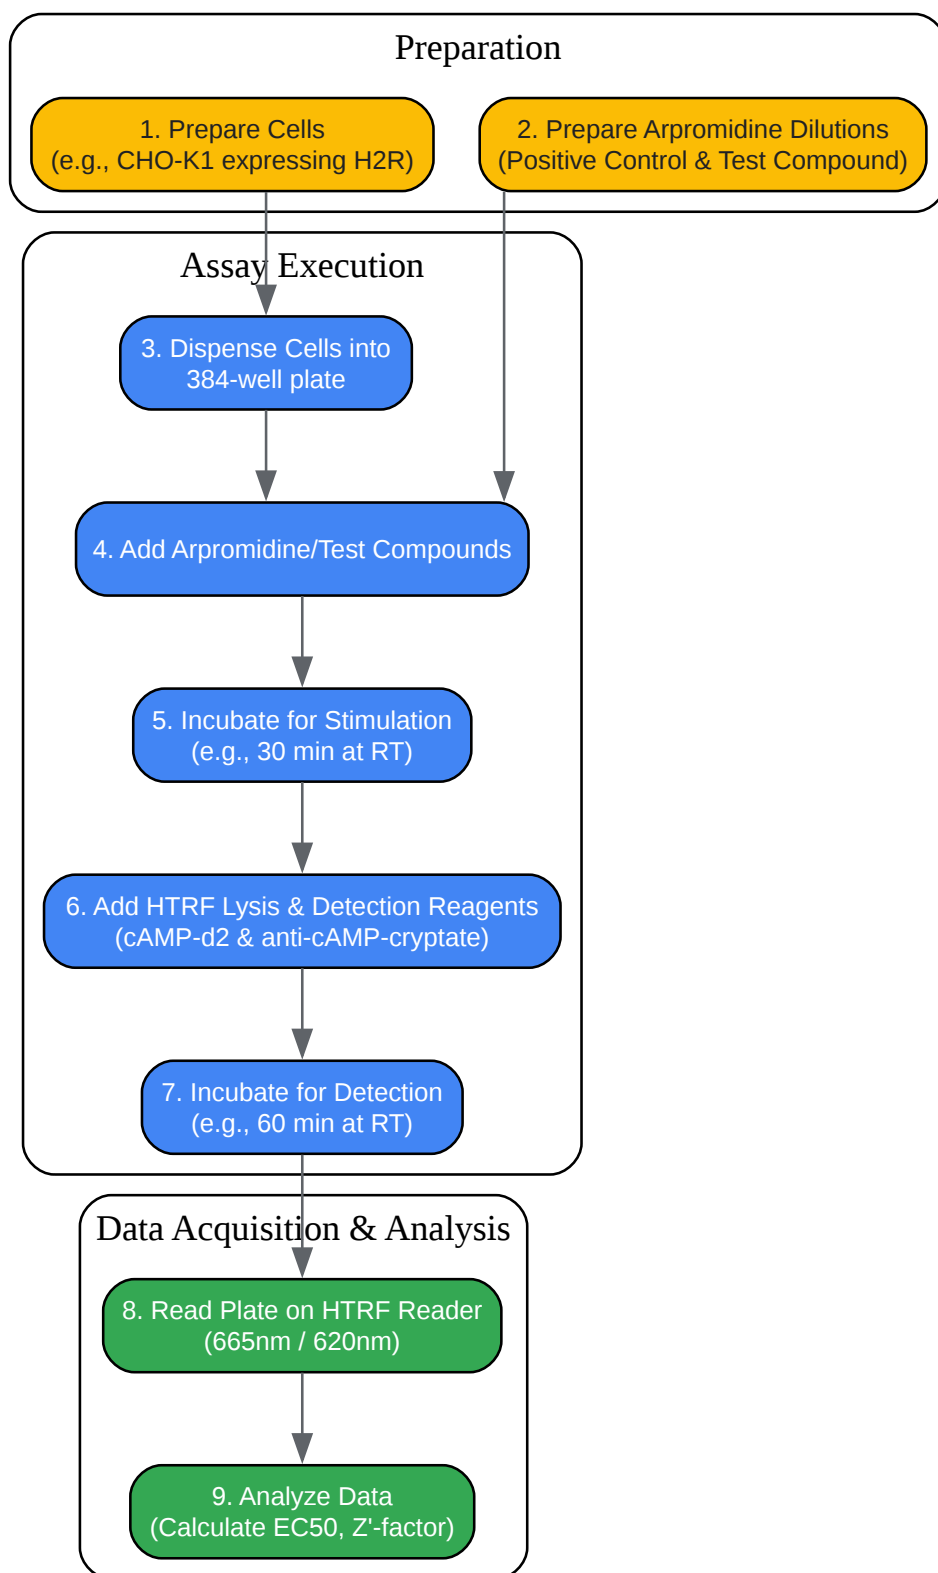 Preparation
1. Prepare Cells
(e.g., CHO-K1 expressing H2R)
2. Prepare Arpromidine Dilutions
(Positive Control & Test Compound)
Assay Execution
3. Dispense Cells into
384-well plate
4. Add Arpromidine/Test Compounds
5. Incubate for Stimulation
(e.g., 30 min at RT)
6. Add HTRF Lysis & Detection Reagents
(cAMP-d2 & anti-cAMP-cryptate)
7. Incubate for Detection
(e.g., 60 min at RT)
Data Acquisition & Analysis
8. Read Plate on HTRF Reader
(665nm / 620nm)
9. Analyze Data
(Calculate EC50, Z'-factor)